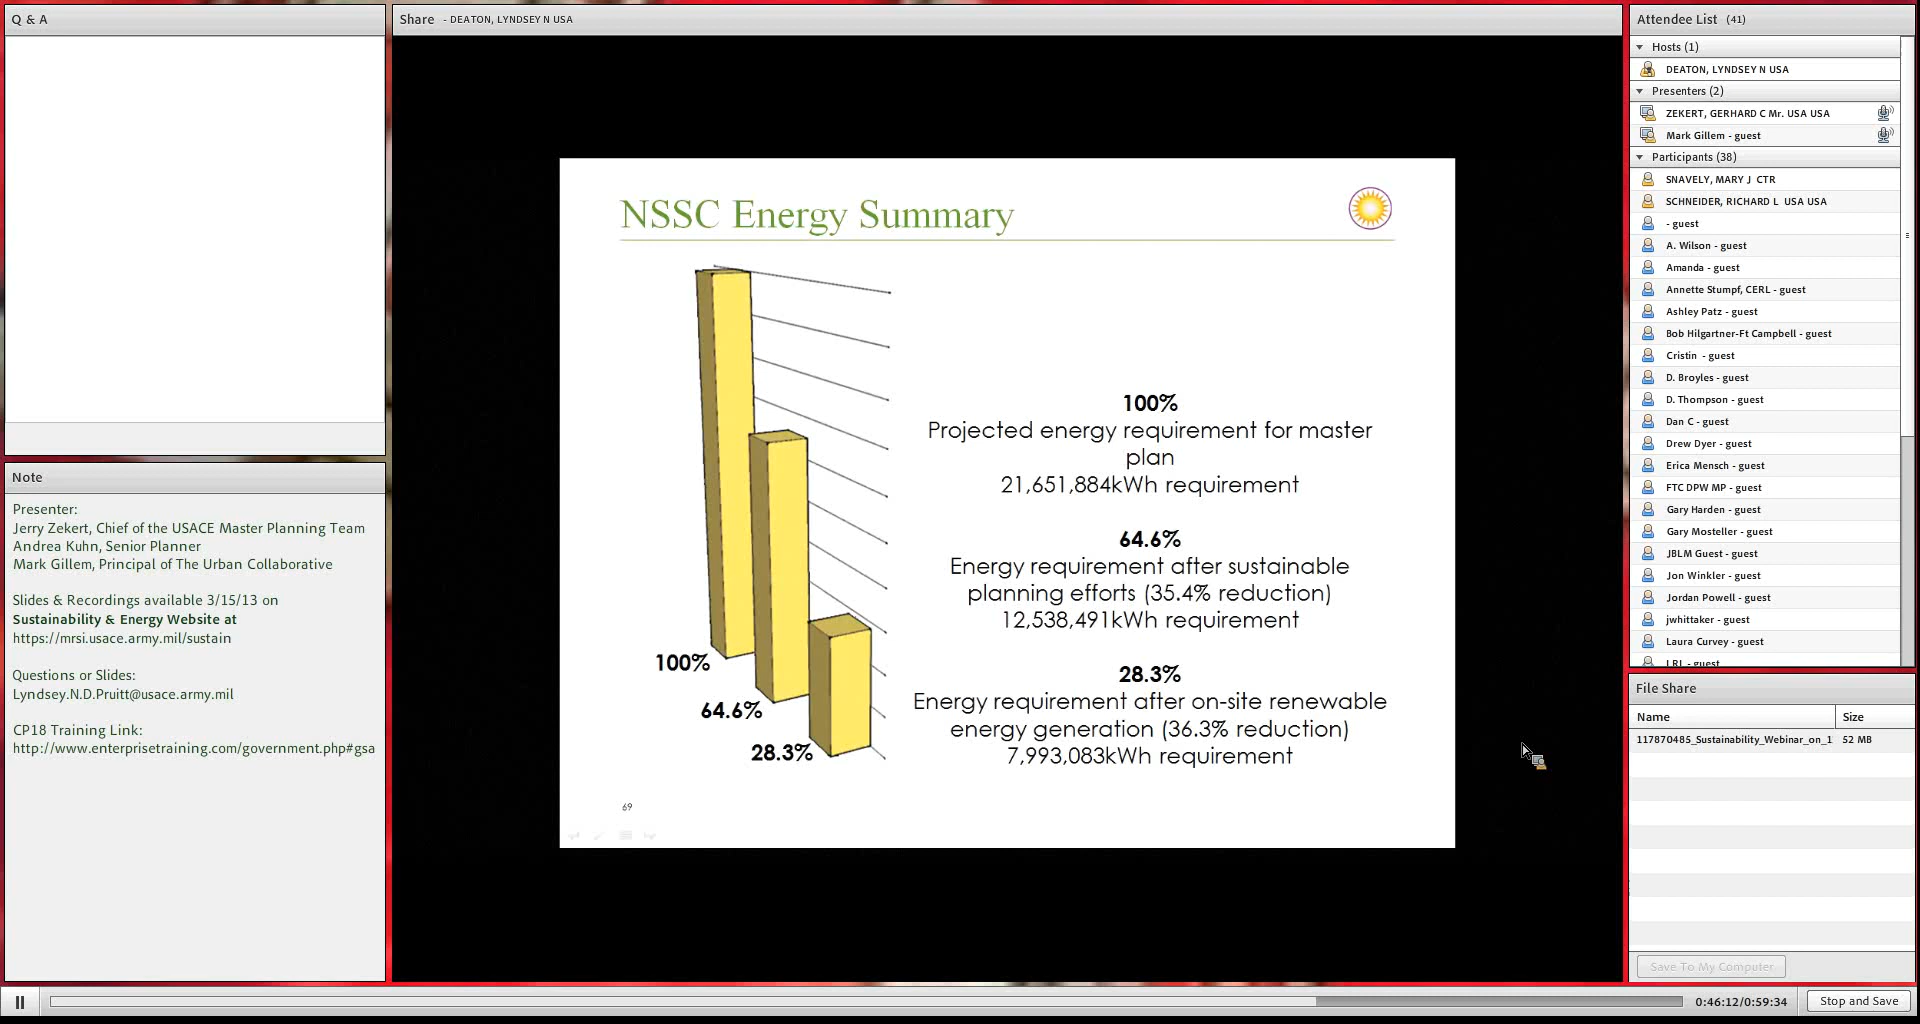 Q & A
Share - DEATON, LYNDSEY N USA
Attendee List (41)
Hosts (1)
DEATON, LYNDSEY N USA
Presenters (2)
ZEKERT, GERHARD C Mr. USA USA
Mark Gillem - guest
Participants (38)
SNAVELY, MARY J CTR
SCHNEIDER, RICHARD L USA USA
- guest
A. Wilson - guest
Amanda - guest
Annette Stumpf, CERL - guest
Ashley Patz - guest
Bob Hilgartner-Ft Campbell - guest
Cristin - guest
D. Broyles - guest
D. Thompson - guest
Dan C - guest
Drew Dyer - guest
Erica Mensch - guest
FTC DPW MP - guest
Gary Harden - guest
Gary Mosteller - guest
JBLM Guest - guest
Jon Winkler - guest
Jordan Powell - guest
jwhittaker - guest
Laura Curvey - guest
LRL - guest
NSSC Energy Summary
100%
64.6%
28.3%
100%
Projected energy requirement for master
plan
21,651,884kWh requirement
64.6%
Energy requirement after sustainable
planning efforts (35.4% reduction)
12,538,491kWh requirement
28.3%
Energy requirement after on-site renewable
energy generation (36.3% reduction)
7,993,083kWh requirement
69
Note
Presenter:
Jerry Zekert, Chief of the USACE Master Planning Team
Andrea Kuhn, Senior Planner
Mark Gillem, Principal of The Urban Collaborative
Slides & Recordings available 3/15/13 on
Sustainability & Energy Website at
https://mrsi.usace.army.mil/sustain
Questions or Slides:
Lyndsey.N.D.Pruitt@usace.army.mil
CP18 Training Link:
http://www.enterprisetraining.com/government.php#gsa
File Share
Name Size
117870485_Sustainability_Webinar_on_1 52 MB
Save To My Computer
0:46:12/0:59:34
Stop and Save